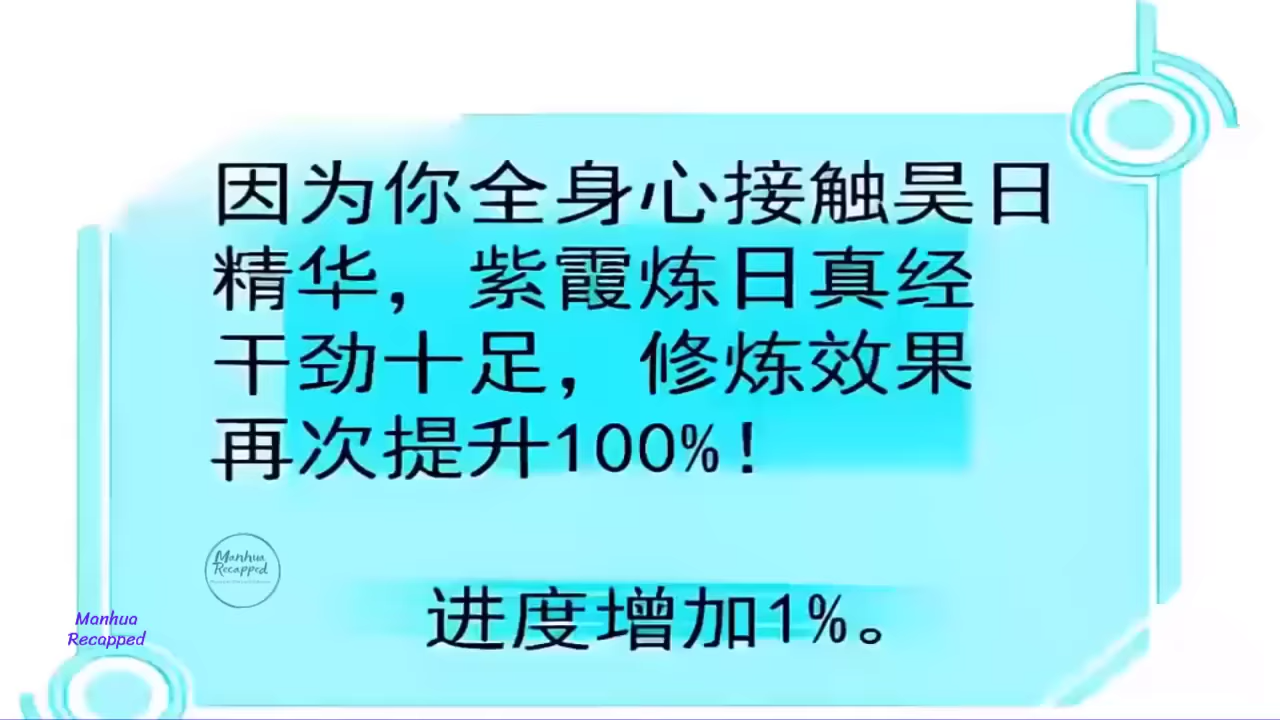 因为你全身心接触昊日
精华，紫霞炼日真经
干劲十足，修炼效果
再次提升100%！
Manhua
Recapped
进度增加1%。
Manhua
Recapped